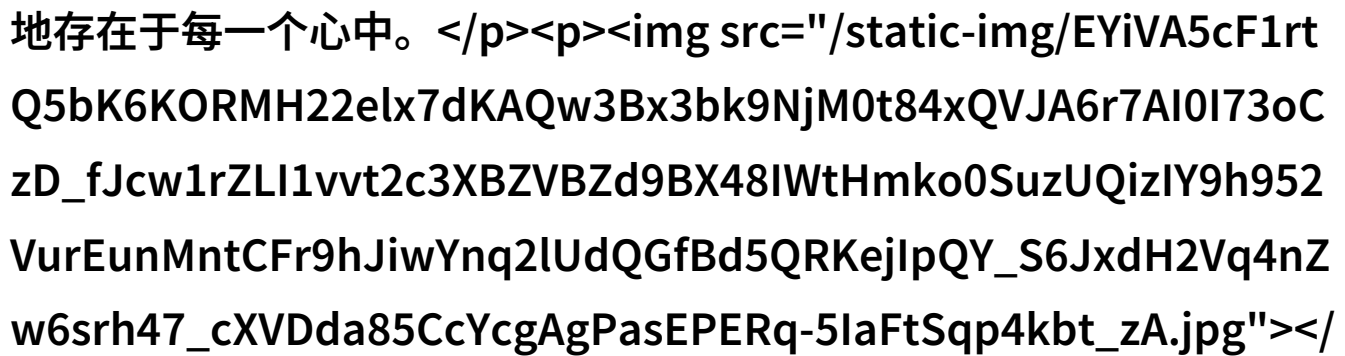 地存在于每一个心中。</p><p><img src="/static-img/EYiVA5cF1rt
Q5bK6KORMH22elx7dKAQw3Bx3bk9NjM0t84xQVJA6r7AI0I73oC
zD_fJcw1rZLI1vvt2c3XBZVBZd9BX48IWtHmko0SuzUQizIY9h952
VurEunMntCFr9hJiwYnq2lUdQGfBd5QRKejIpQY_S6JxdH2Vq4nZ
w6srh47_cXVDda85CcYcgAgPasEPERq-5IaFtSqp4kbt_zA.jpg"></